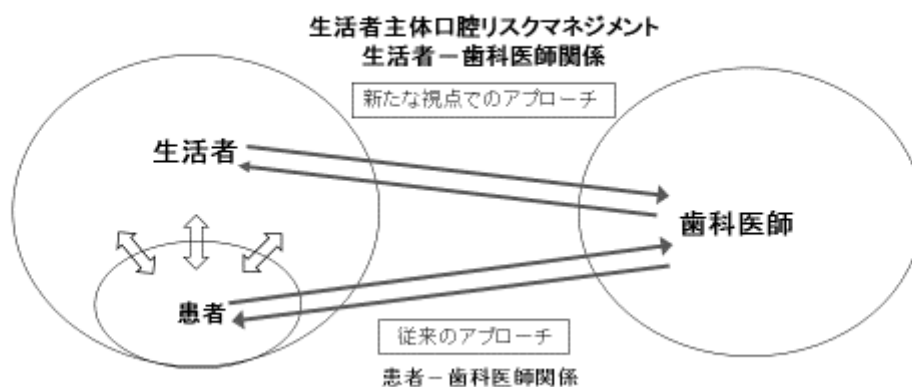 生活者主体口腔リスクマネジメント
生活者－歯科医師関係
新たな視点でのアプローチ
生活者
歯科医師
患者
従来のアプローチ
患者－歯科医師関係